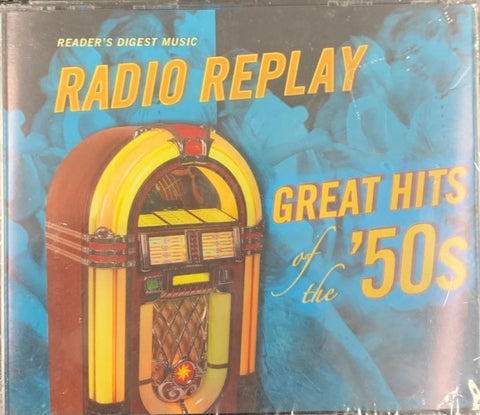 READER'S DIGEST MUSIC
RADIO REPLAY
GREAT HITS
of
the '50s